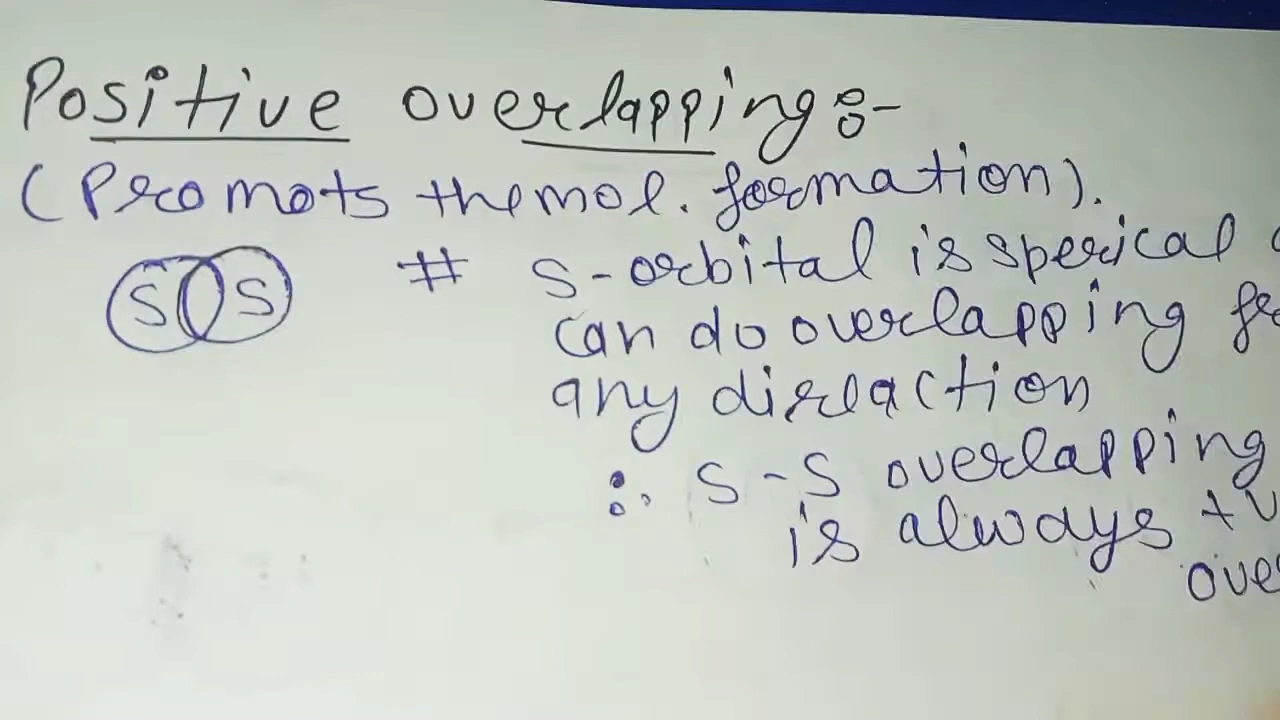 Positive overlapping:-
(Promots the mol. formation).
S S # S-orbital is sperical
can do overlapping
any diraction
∴ S-S overlapping
is always +v
ove